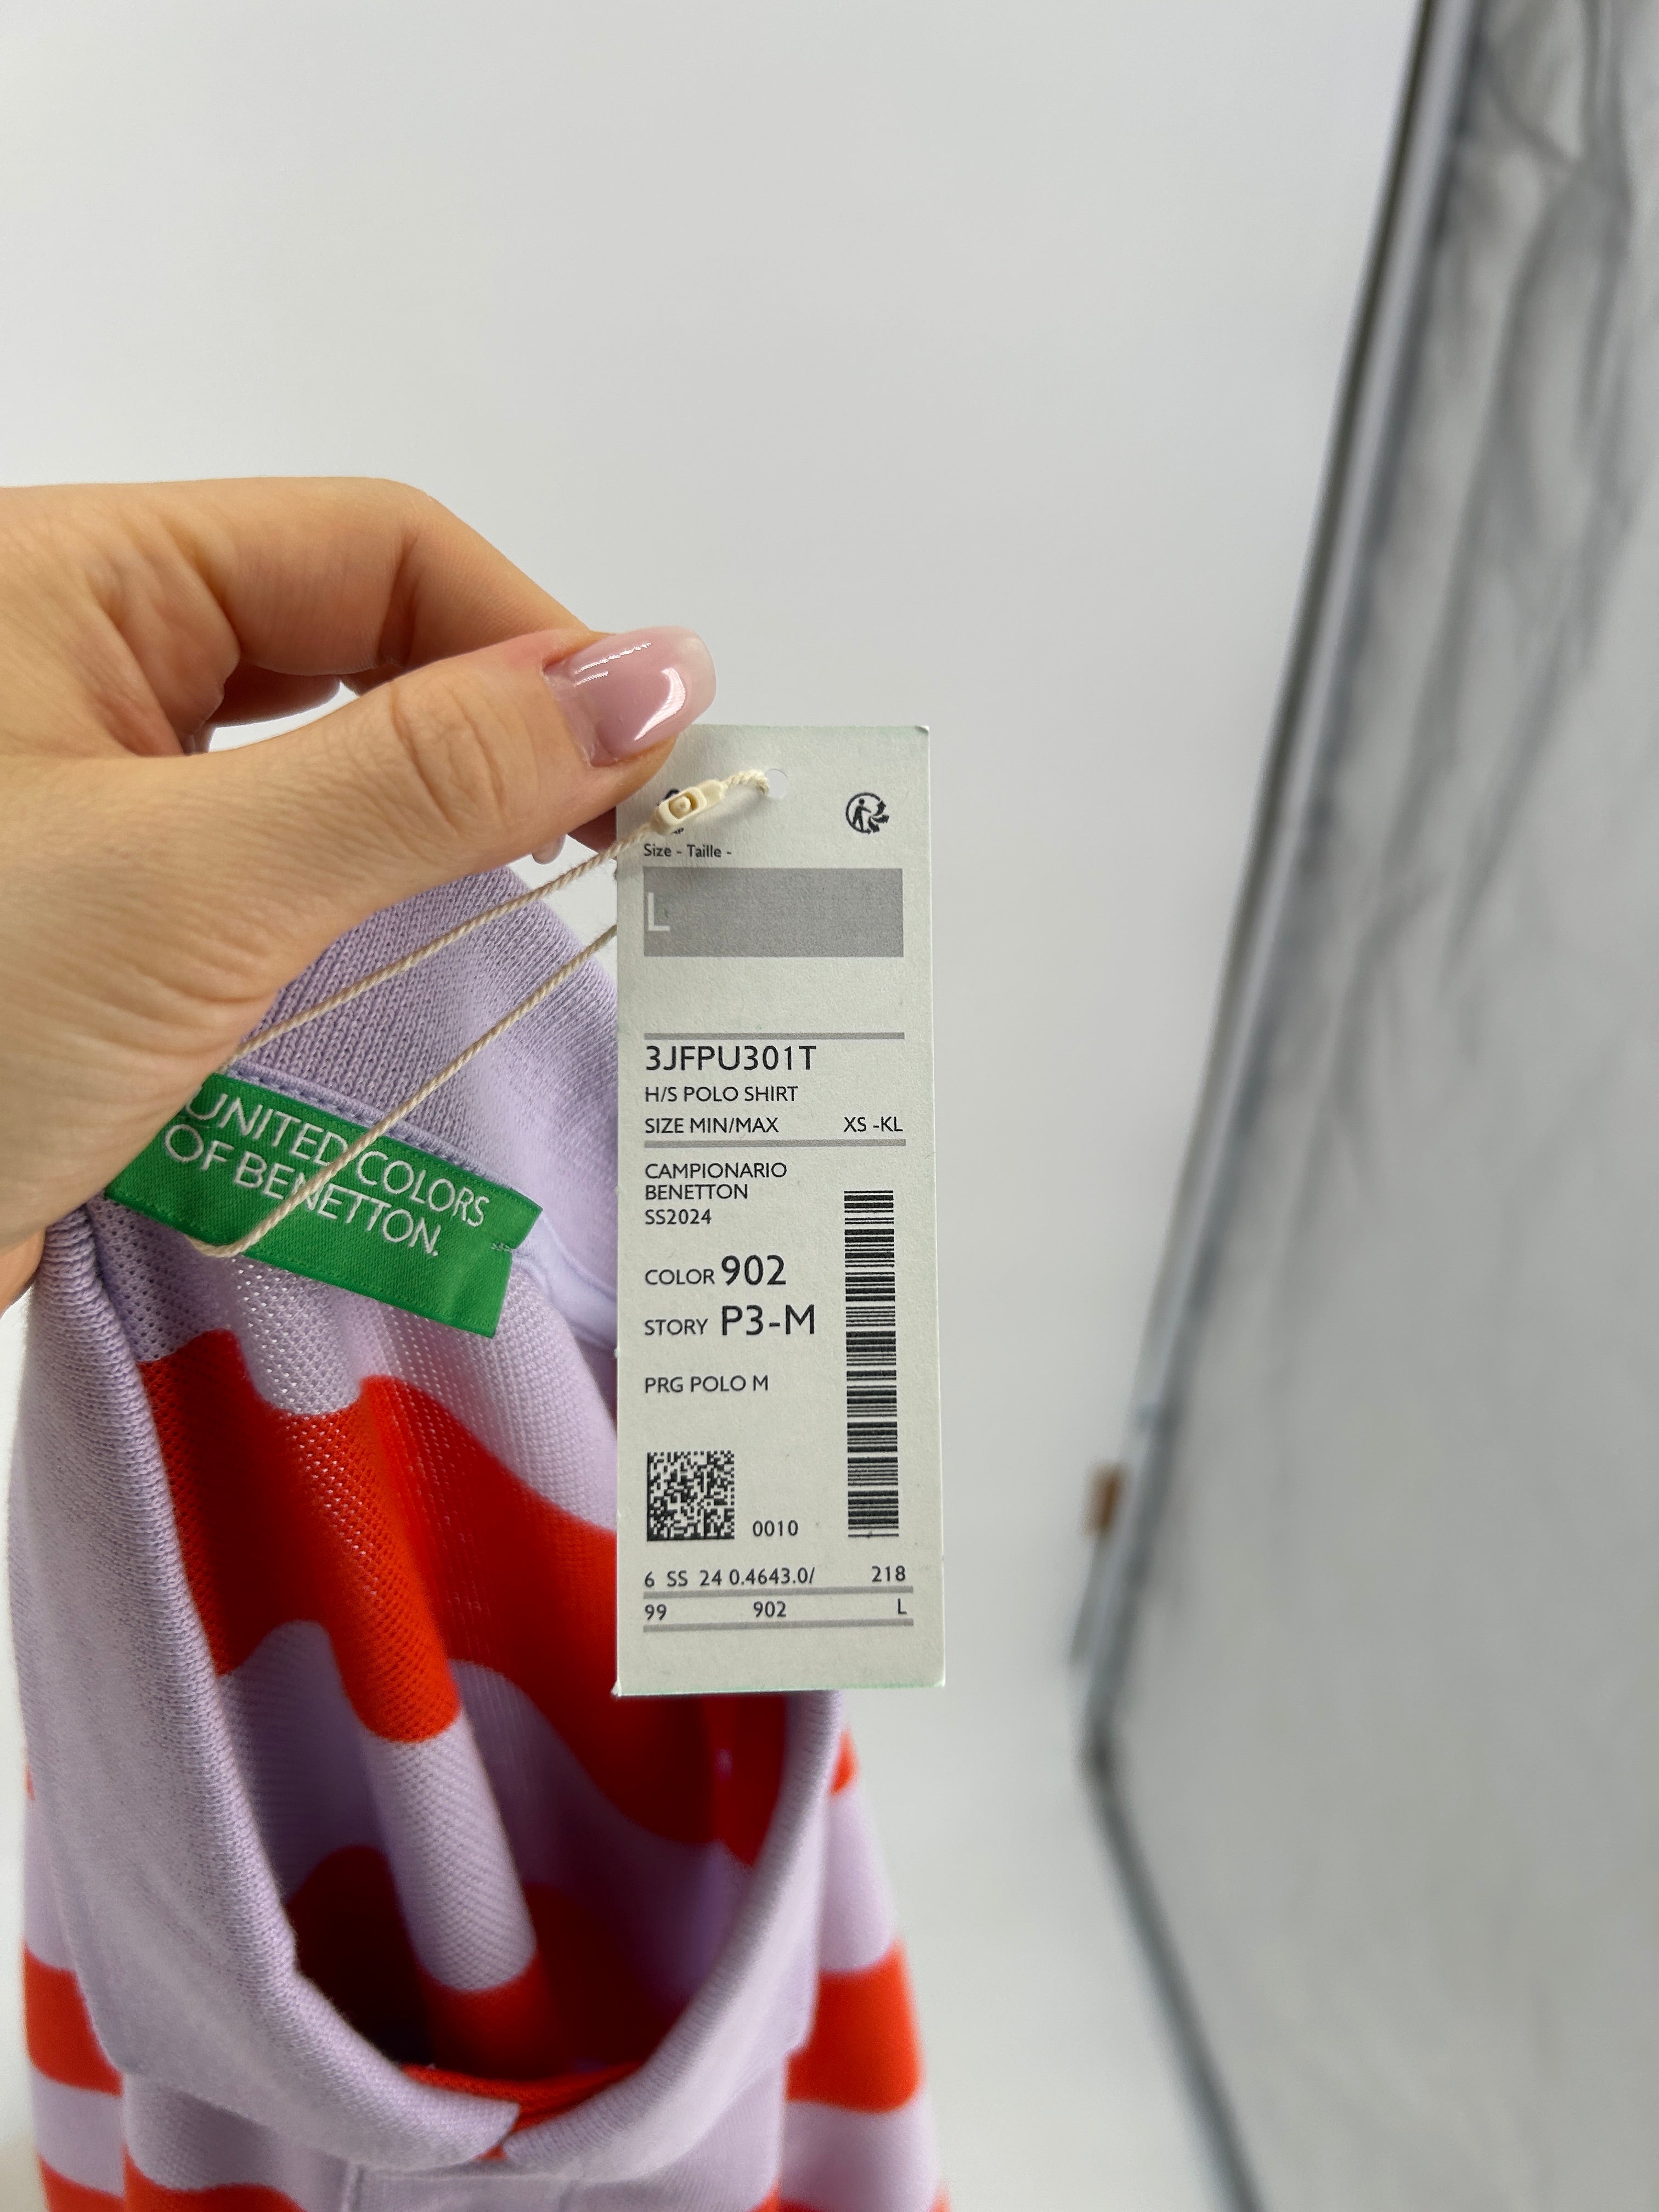 UNITED COLORS
OF BENETTON.
Size - Taille -
L
3JFPU301T
H/S POLO SHIRT
SIZE MIN/MAX XS -KL
CAMPIONARIO
BENETTON
SS2024
COLOR 902
STORY P3-M
PRG POLO M
0010
6 SS 24 0.4643.0/ 218
99 902 L